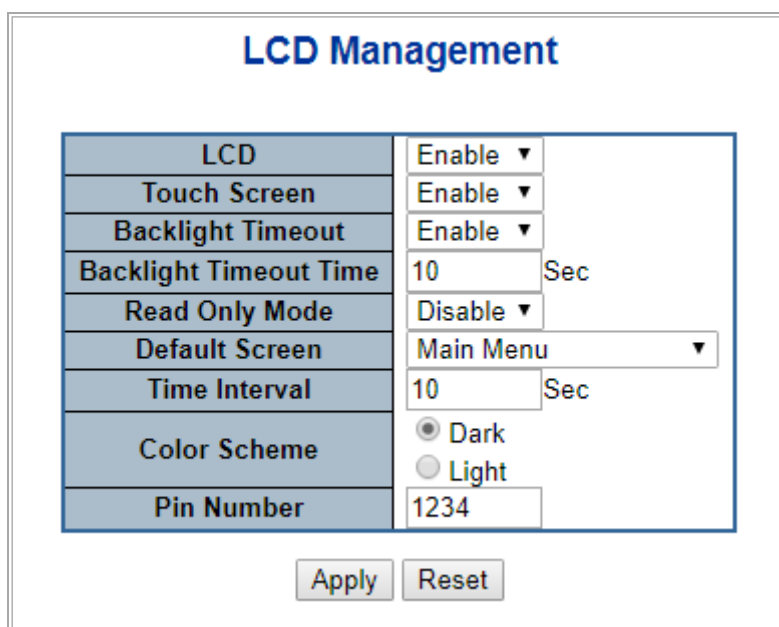 LCD Management
LCD Enable
Touch Screen Enable
Backlight Timeout Enable
Backlight Timeout Time 10 Sec
Read Only Mode Disable
Default Screen Main Menu
Time Interval 10 Sec
Color Scheme Dark
Light
Pin Number 1234
Apply Reset